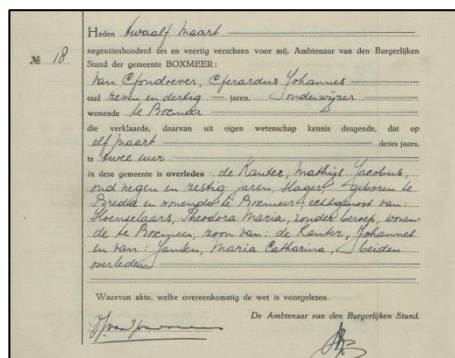 № 18
Heden twaalf Maart
negentienhonderd zes en veertig verscheen voor mij, Ambtenaar van den Burgerlijken
Stand der gemeente BOXMEER:
van Gondoever, Gerardus Johannes
oud zeven en dertig jaren, onderwijzer
wonende te Boxmeer
die verklaarde, daarvan uit eigen wetenschap kennis dragende, dat op
elf maart dezes jaars,
te twee uur
in deze gemeente is overleden: de Kanter, Mathijs Jacobus,
oud negen en zestig jaren, slager, geboren te
Breda en wonende te Boxmeer, echtgenoot van:
Hoenselaars, Theodora Maria, zonder beroep, wonen-
de te Boxmeer, zoon van: de Kanter, Johannes
en van: Jansen, Maria Catharina, beiden
overleden
Waarvan akte, welke overeenkomstig de wet is voorgelezen.
De Ambtenaar van den Burgerlijken Stand.